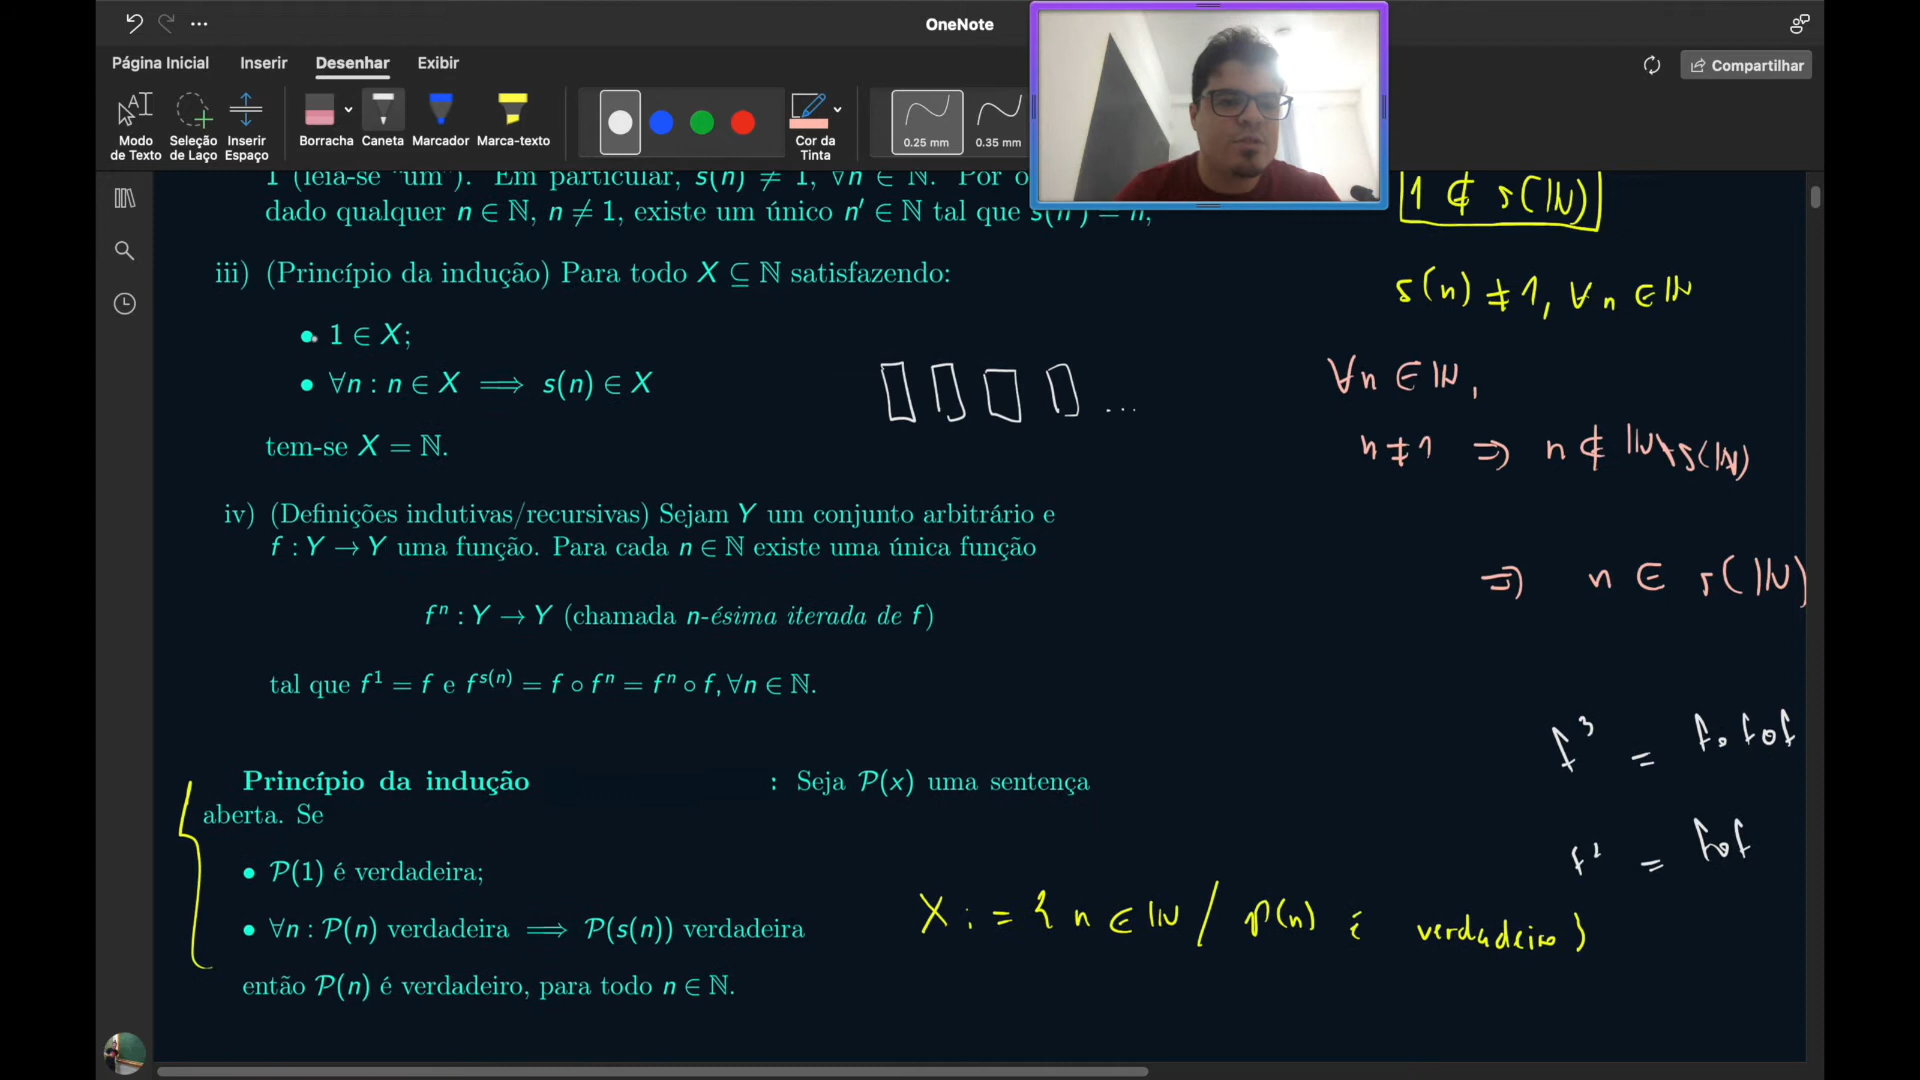 OneNote
Página Inicial Inserir Desenhar Exibir
Compartilhar
Modo de Texto
Seleção de Laço
Inserir Espaço
Borracha
Caneta
Marcador
Marca-texto
Cor da Tinta
0.25 mm
0.35 mm
1 (leia-se “um”). Em particular, s(n) ≠ 1, ∀n ∈ ℕ. Por o
dado qualquer n ∈ ℕ, n ≠ 1, existe um único n′ ∈ ℕ tal que s(n′) = n;
iii) (Princípio da indução) Para todo X ⊆ ℕ satisfazendo:
• 1 ∈ X;
• ∀n : n ∈ X ⟹ s(n) ∈ X
tem-se X = ℕ.
iv) (Definições indutivas/recursivas) Sejam Y um conjunto arbitrário e
f : Y → Y uma função. Para cada n ∈ ℕ existe uma única função
fⁿ : Y → Y (chamada n-ésima iterada de f)
tal que f¹ = f e f^{s(n)} = f ∘ fⁿ = fⁿ ∘ f, ∀n ∈ ℕ.
Princípio da indução : Seja 𝒫(x) uma sentença
aberta. Se
• 𝒫(1) é verdadeira;
• ∀n : 𝒫(n) verdadeira ⟹ 𝒫(s(n)) verdadeira
então 𝒫(n) é verdadeiro, para todo n ∈ ℕ.
1 ∉ s(ℕ)
s(n) ≠ 1, ∀ n ∈ ℕ
∀n ∈ ℕ,
n ≠ 1 ⇒ n ∉ ℕ\s(ℕ)
⇒ n ∈ s(ℕ)
f³ = f∘f∘f
f² = f∘f
X := { n ∈ ℕ / P(n) é verdadeiro }
...